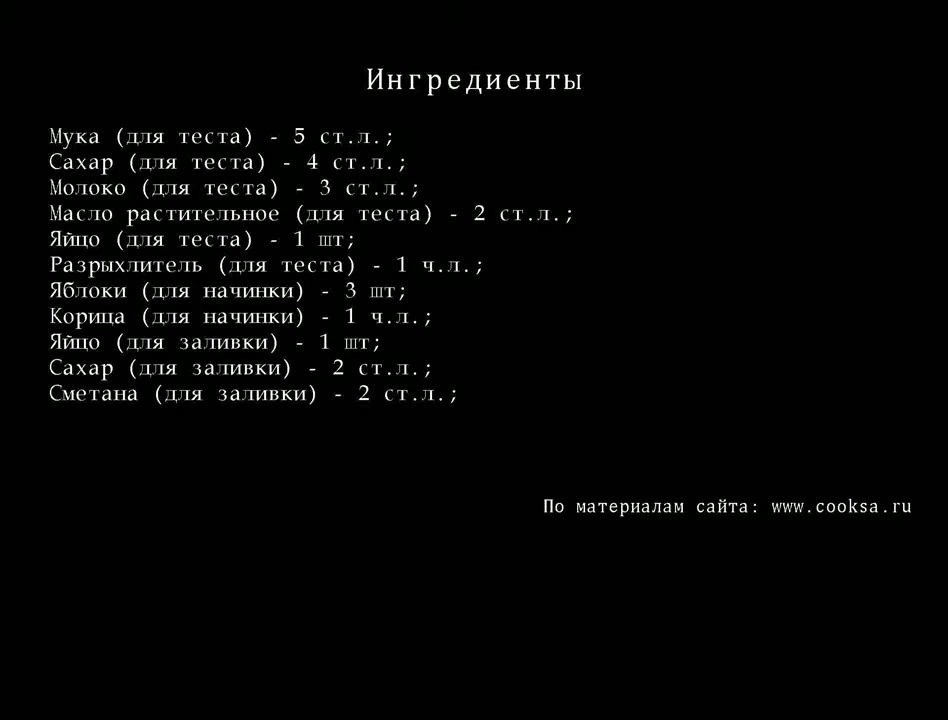 Ингредиенты
Мука (для теста) - 5 ст.л.;
Сахар (для теста) - 4 ст.л.;
Молоко (для теста) - 3 ст.л.;
Масло растительное (для теста) - 2 ст.л.;
Яйцо (для теста) - 1 шт;
Разрыхлитель (для теста) - 1 ч.л.;
Яблоки (для начинки) - 3 шт;
Корица (для начинки) - 1 ч.л.;
Яйцо (для заливки) - 1 шт;
Сахар (для заливки) - 2 ст.л.;
Сметана (для заливки) - 2 ст.л.;
По материалам сайта: www.cooksa.ru